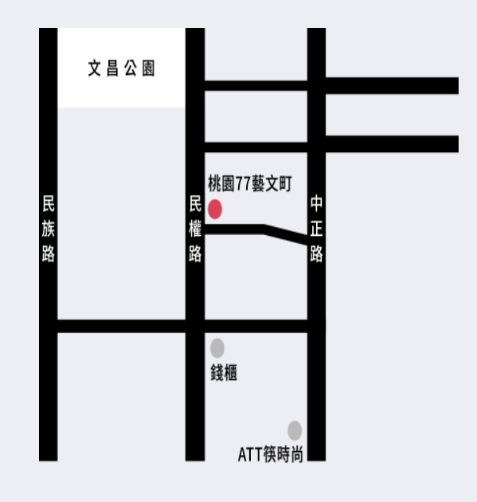 文昌公園
桃園77藝文町
民族路
民權路
中正路
錢櫃
ATT筷時尚